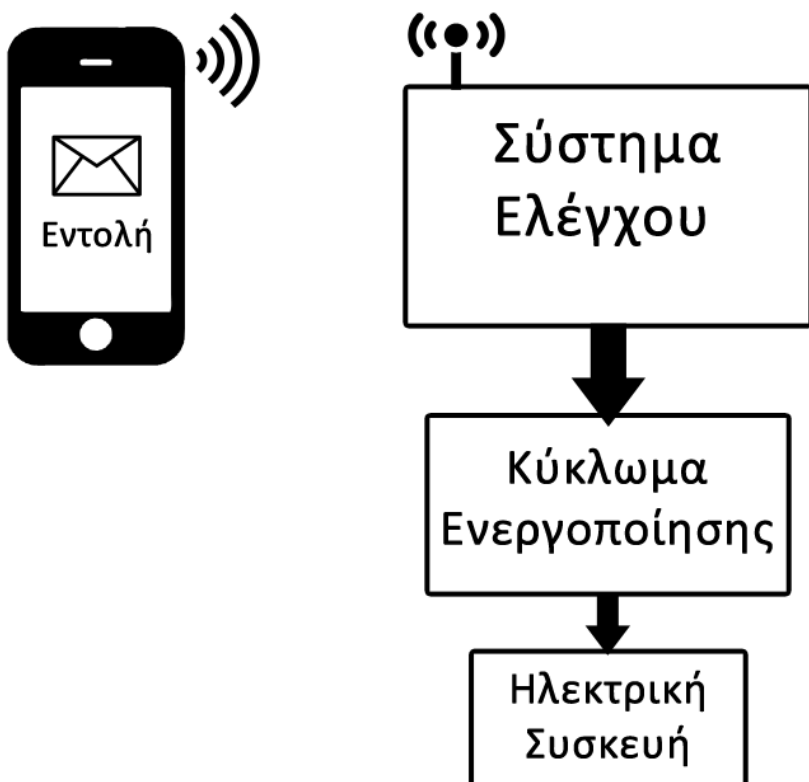 Εντολή
Σύστημα
Ελέγχου
Κύκλωμα
Ενεργοποίησης
Ηλεκτρική
Συσκευή